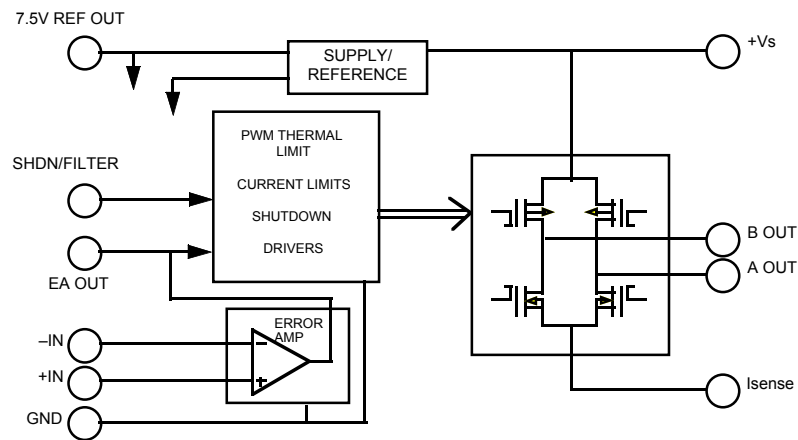 7.5V REF OUT
SUPPLY/
REFERENCE
+Vs
PWM THERMAL
LIMIT
CURRENT LIMITS
SHUTDOWN
DRIVERS
SHDN/FILTER
EA OUT
B OUT
A OUT
ERROR
AMP
–IN
–
+IN
+
GND
Isense